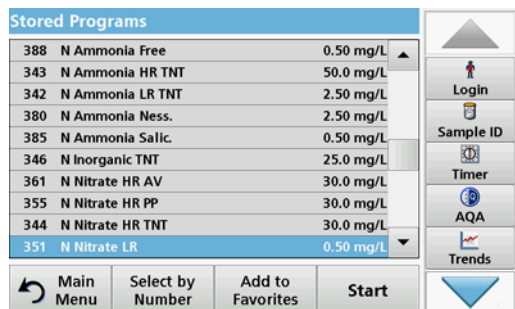 Stored Programs
388 N Ammonia Free 0.50 mg/L
343 N Ammonia HR TNT 50.0 mg/L
342 N Ammonia LR TNT 2.50 mg/L
380 N Ammonia Ness. 2.50 mg/L
385 N Ammonia Salic. 0.50 mg/L
346 N Inorganic TNT 25.0 mg/L
361 N Nitrate HR AV 30.0 mg/L
355 N Nitrate HR PP 30.0 mg/L
344 N Nitrate HR TNT 30.0 mg/L
351 N Nitrate LR 0.50 mg/L
Login
Sample ID
Timer
AQA
Trends
Main
Menu
Select by
Number
Add to
Favorites
Start